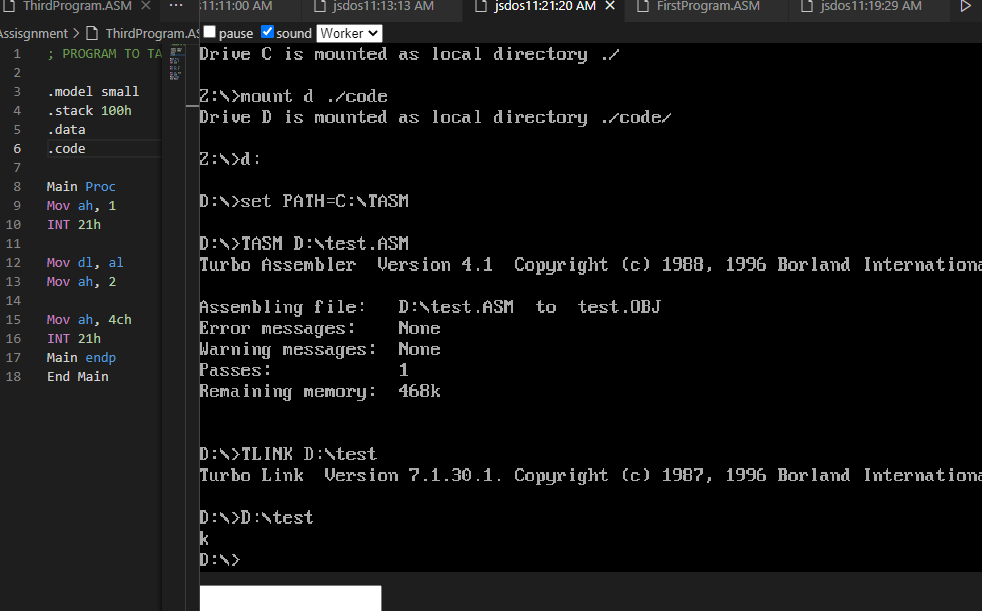 ThirdProgram.ASM
11:11:00 AM
jsdos11:13:13 AM
jsdos11:21:20 AM
FirstProgram.ASM
jsdos11:19:29 AM
Assisgnment > ThirdProgram.AS
pause sound Worker
1 ; PROGRAM TO TA
2
3 .model small
4 .stack 100h
5 .data
6 .code
7
8 Main Proc
9 Mov ah, 1
10 INT 21h
11
12 Mov dl, al
13 Mov ah, 2
14
15 Mov ah, 4ch
16 INT 21h
17 Main endp
18 End Main
Drive C is mounted as local directory ./
Z:\>mount d ./code
Drive D is mounted as local directory ./code/
Z:\>d:
D:\>set PATH=C:\TASM
D:\>TASM D:\test.ASM
Turbo Assembler  Version 4.1  Copyright (c) 1988, 1996 Borland Internationa
Assembling file:   D:\test.ASM  to  test.OBJ
Error messages:    None
Warning messages:  None
Passes:            1
Remaining memory:  468k
D:\>TLINK D:\test
Turbo Link  Version 7.1.30.1. Copyright (c) 1987, 1996 Borland Internationa
D:\>D:\test
k
D:\>